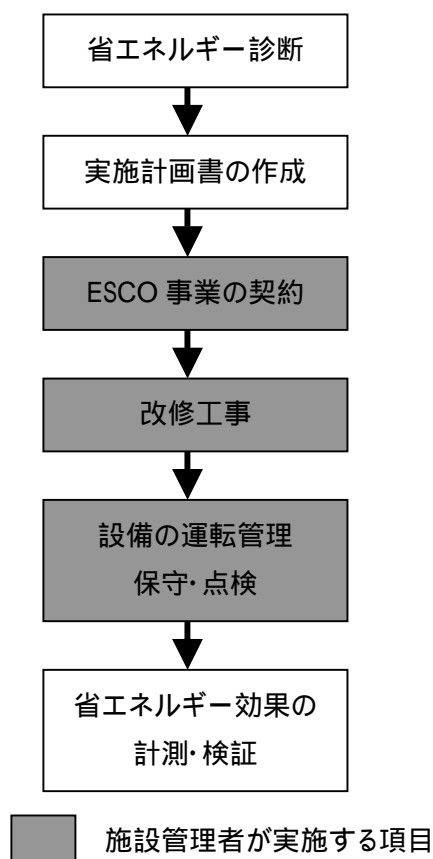 省エネルギー診断
実施計画書の作成
ESCO 事業の契約
改修工事
設備の運転管理
保守・点検
省エネルギー効果の
計測・検証
施設管理者が実施する項目